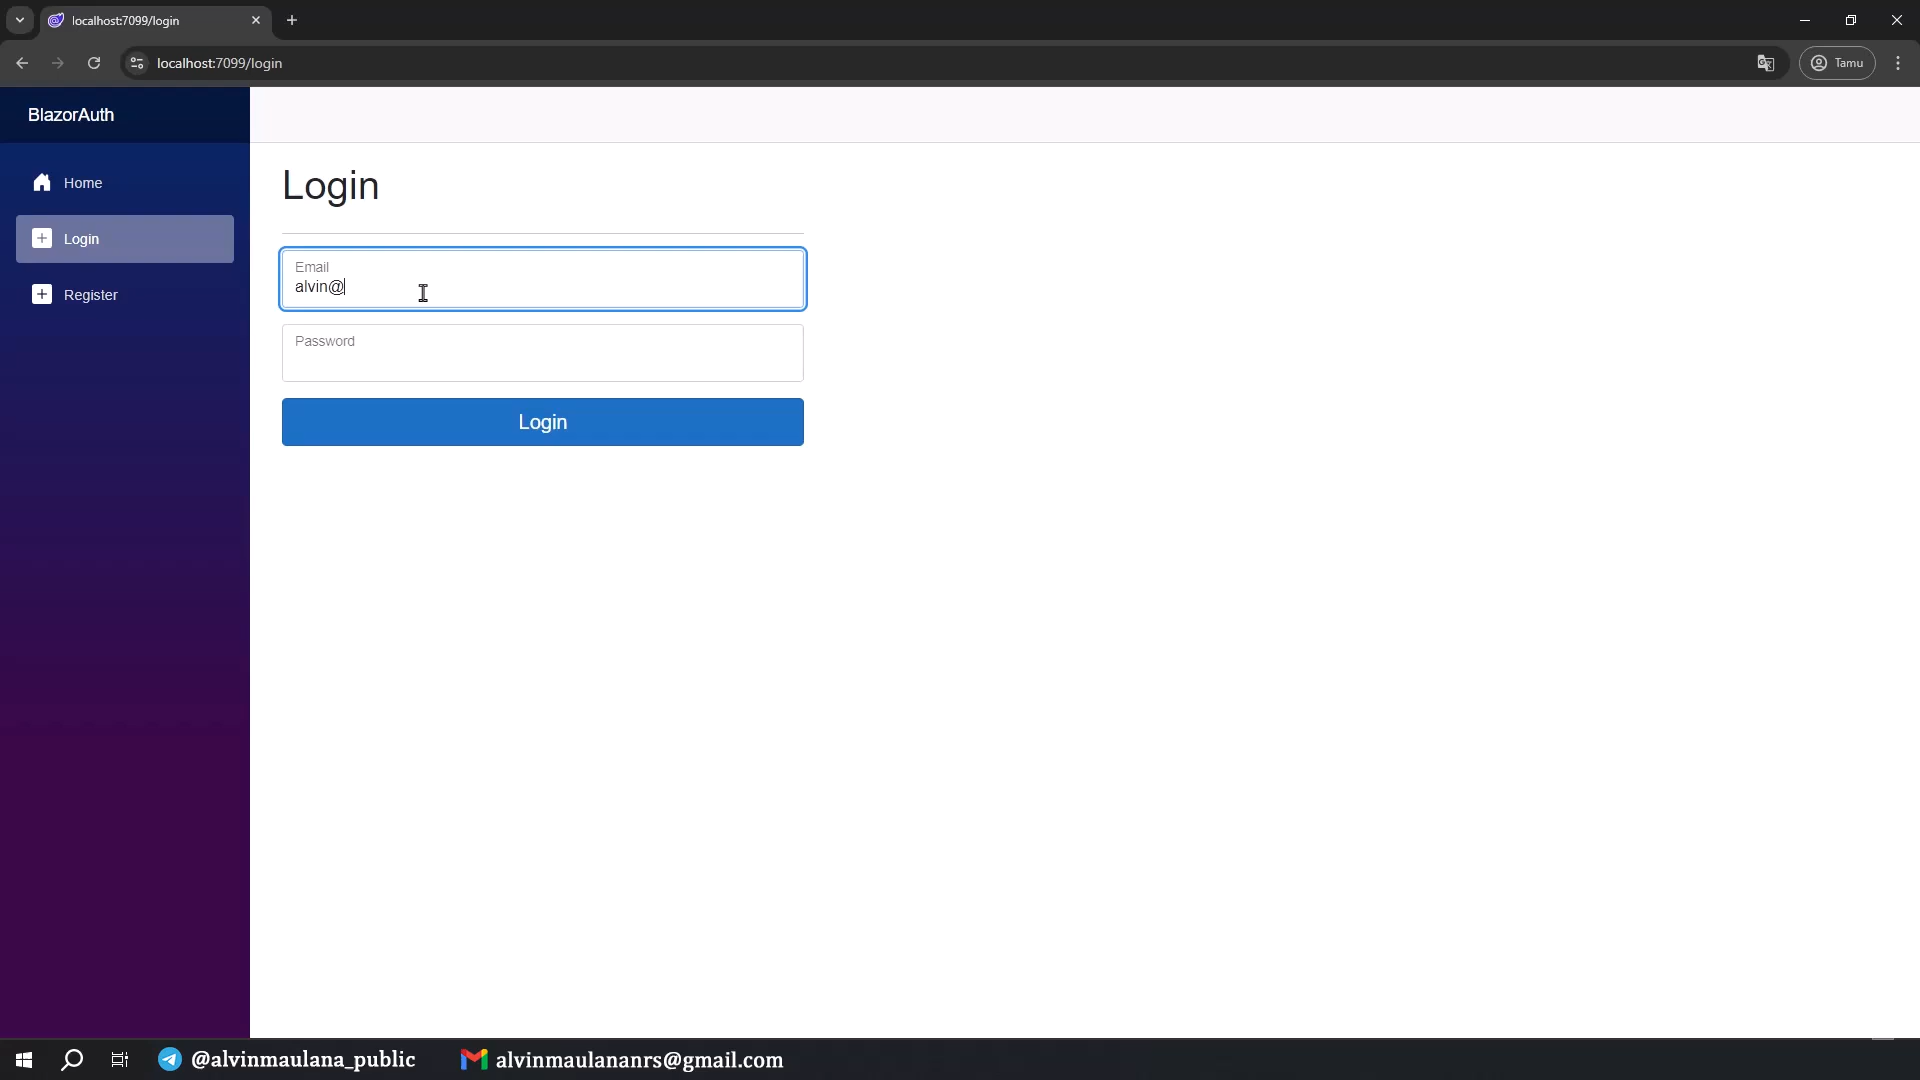 localhost:7099/login
localhost:7099/login
Tamu
BlazorAuth
Home
Login
Register
Login
Email
alvin@
Password
Login
@alvinmaulana_public
alvinmaulananrs@gmail.com